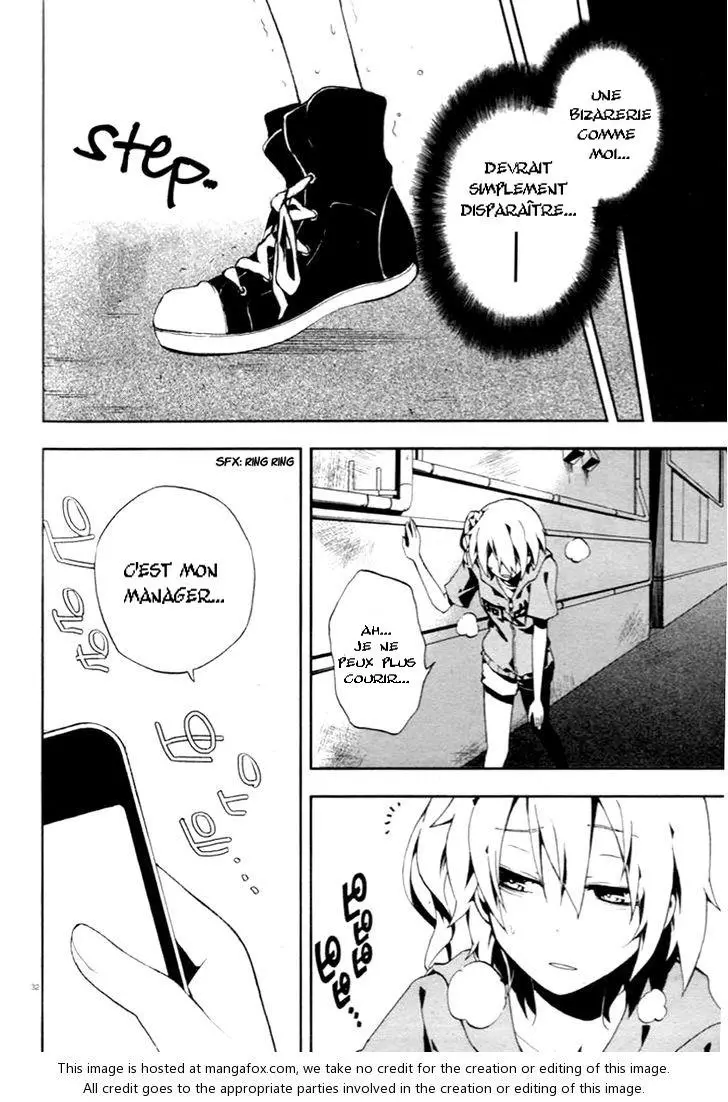 UNE
BIZARERIE
COMME
MOI...
DEVRAIT
SIMPLEMENT
DISPARAÎTRE...
step...
AH...
JE NE
PEUX PLUS
COURIR...
SFX: RING RING
C'EST MON
MANAGER...
32
This image is hosted at mangafox.com, we take no credit for the creation or editing of this image.
All credit goes to the appropriate parties involved in the creation or editing of this image.